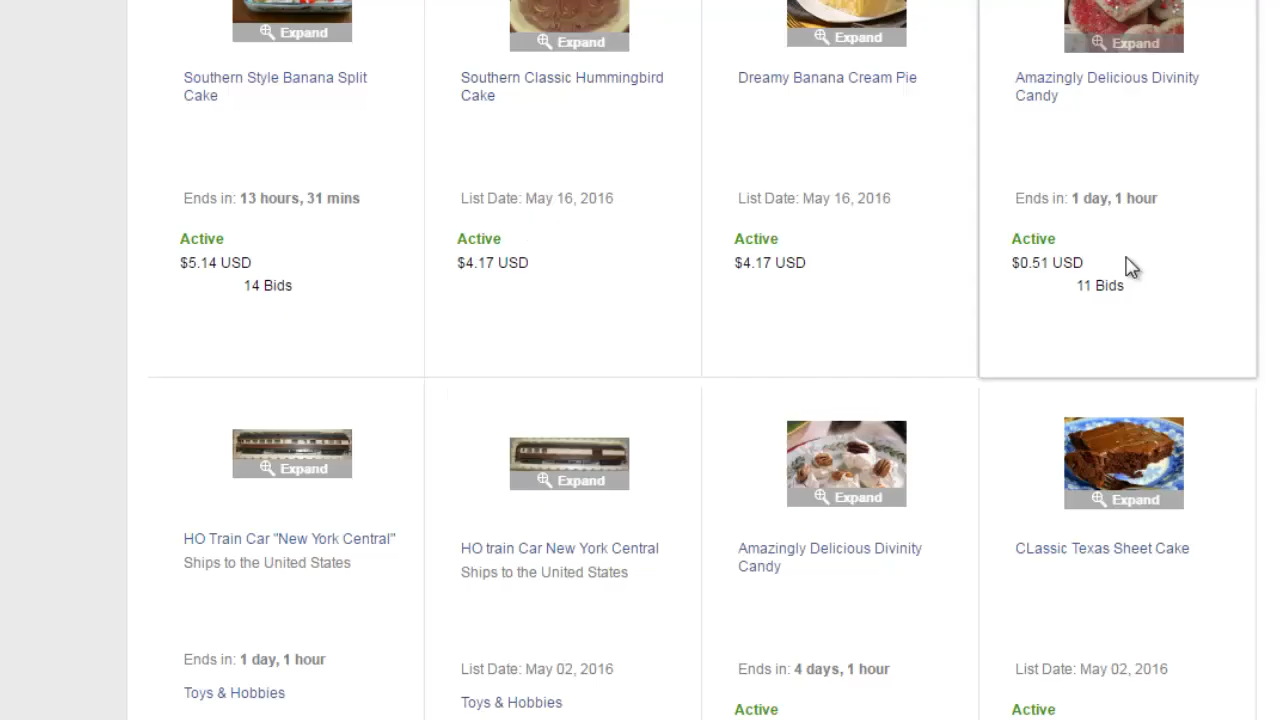 Expand
Expand
Expand
Expand
Southern Style Banana Split
Cake
Southern Classic Hummingbird
Cake
Dreamy Banana Cream Pie
Amazingly Delicious Divinity
Candy
Ends in: 13 hours, 31 mins
List Date: May 16, 2016
List Date: May 16, 2016
Ends in: 1 day, 1 hour
Active
Active
Active
Active
$5.14 USD
$4.17 USD
$4.17 USD
$0.51 USD
14 Bids
11 Bids
Expand
Expand
Expand
Expand
HO Train Car "New York Central"
Ships to the United States
HO train Car New York Central
Ships to the United States
Amazingly Delicious Divinity
Candy
CLassic Texas Sheet Cake
Ends in: 1 day, 1 hour
List Date: May 02, 2016
Ends in: 4 days, 1 hour
List Date: May 02, 2016
Toys & Hobbies
Toys & Hobbies
Active
Active